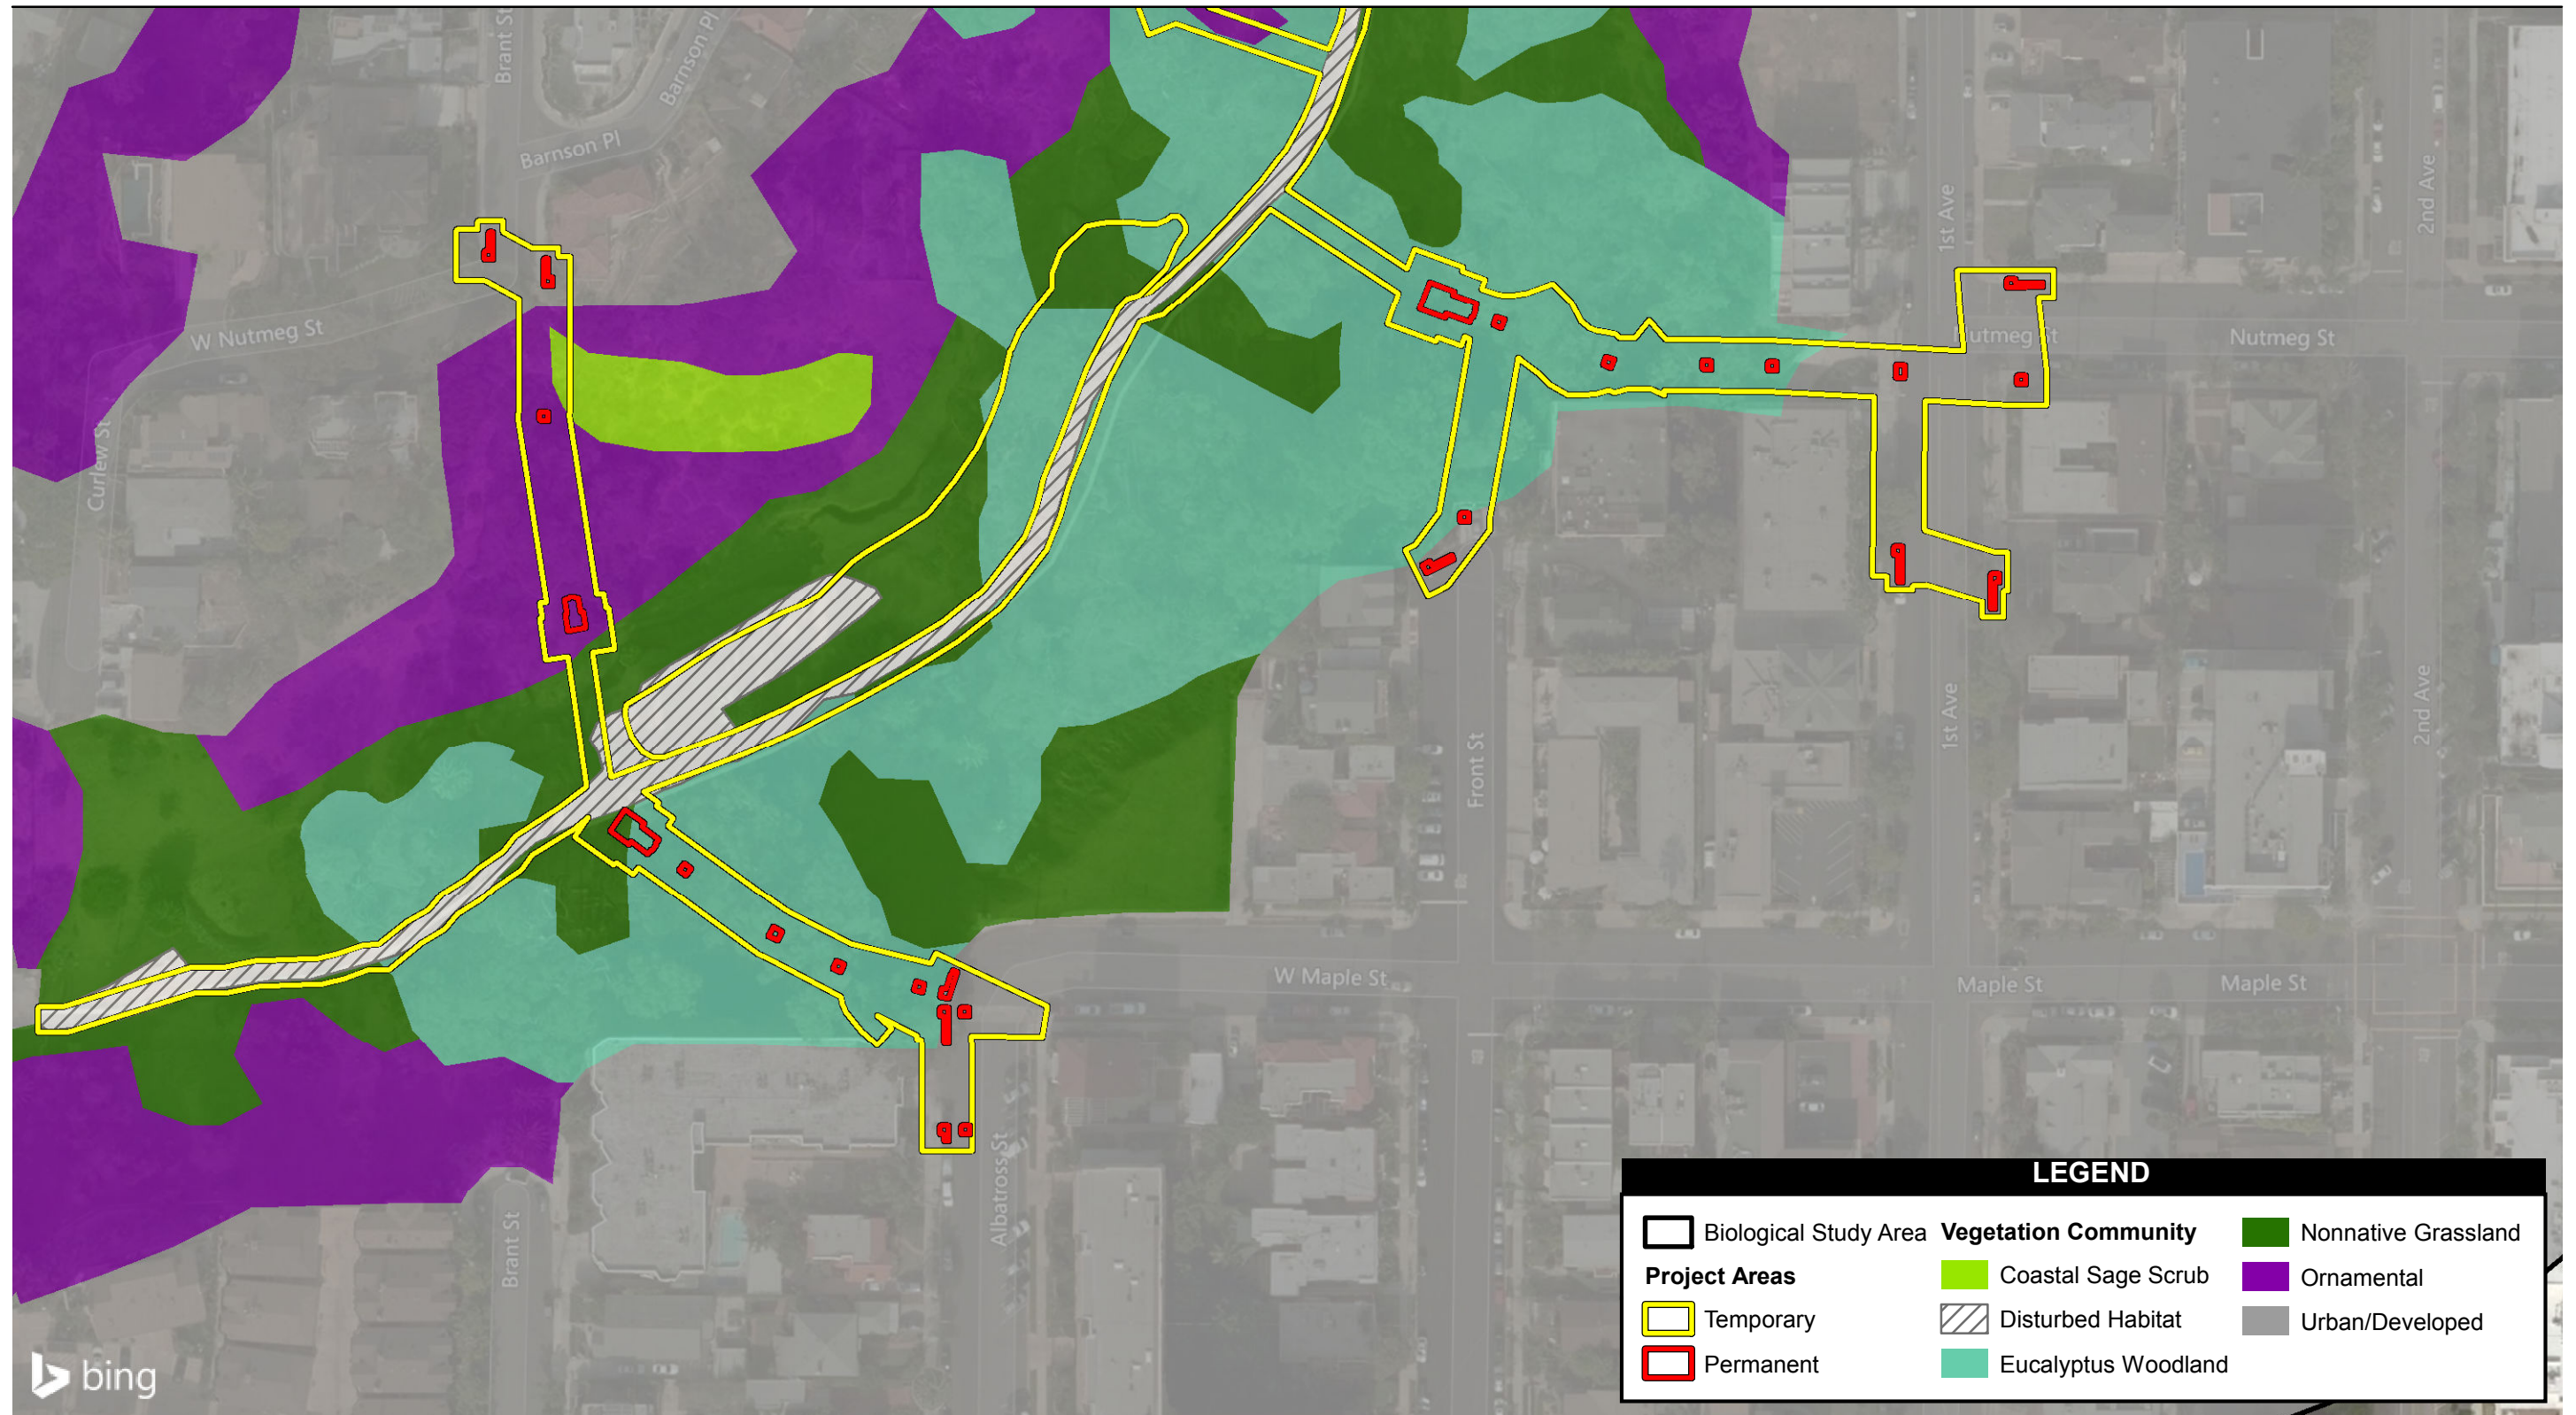 Brant St
Barnson Pl
Barnson Pl
1st Ave
2nd Ave
W Nutmeg St
Nutmeg St
Nutmeg St
Curlew St
Front St
1st Ave
2nd Ave
W Maple St
Maple St
Maple St
Albatross St
Brant St
LEGEND
Biological Study Area
Project Areas
Temporary
Permanent
Vegetation Community
Coastal Sage Scrub
Disturbed Habitat
Eucalyptus Woodland
Nonnative Grassland
Ornamental
Urban/Developed
bing